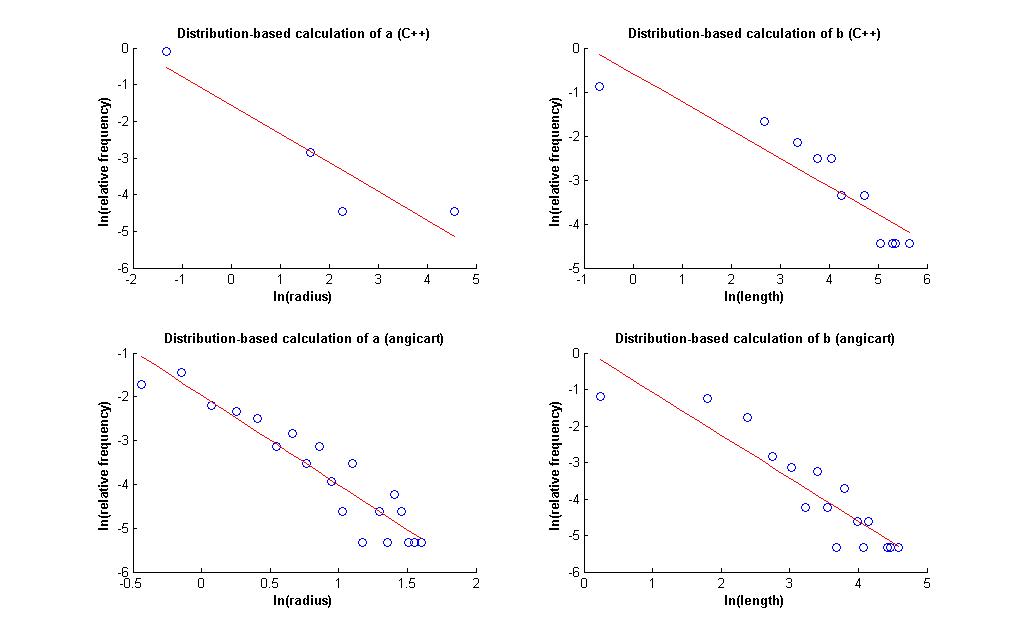 Distribution-based calculation of a (C++)
0
-1
-2
-3
-4
-5
-6
ln(relative frequency)
-2 -1 0 1 2 3 4 5
ln(radius)
Distribution-based calculation of b (C++)
0
-1
-2
-3
-4
-5
ln(relative frequency)
-1 0 1 2 3 4 5 6
ln(length)
Distribution-based calculation of a (angicart)
-1
-2
-3
-4
-5
-6
ln(relative frequency)
-0.5 0 0.5 1 1.5 2
ln(radius)
Distribution-based calculation of b (angicart)
0
-1
-2
-3
-4
-5
-6
ln(relative frequency)
0 1 2 3 4 5
ln(length)